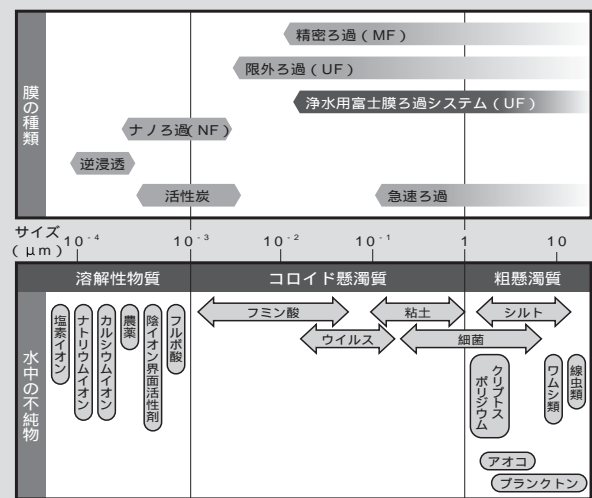 膜の種類
精密ろ過(MF)
限外ろ過(UF)
浄水用富士膜ろ過システム(UF)
ナノろ過(NF)
逆浸透
活性炭
急速ろ過
サイズ
(μm)
10⁻⁴
10⁻³
10⁻²
10⁻¹
1
10
溶解性物質
コロイド懸濁質
粗懸濁質
水中の不純物
塩素イオン
ナトリウムイオン
カルシウムイオン
農薬
陰イオン界面活性剤
フルボ酸
フミン酸
粘土
シルト
ウイルス
細菌
クリプトス
ポリジウム
ワムシ類
線虫類
アオコ
プランクトン